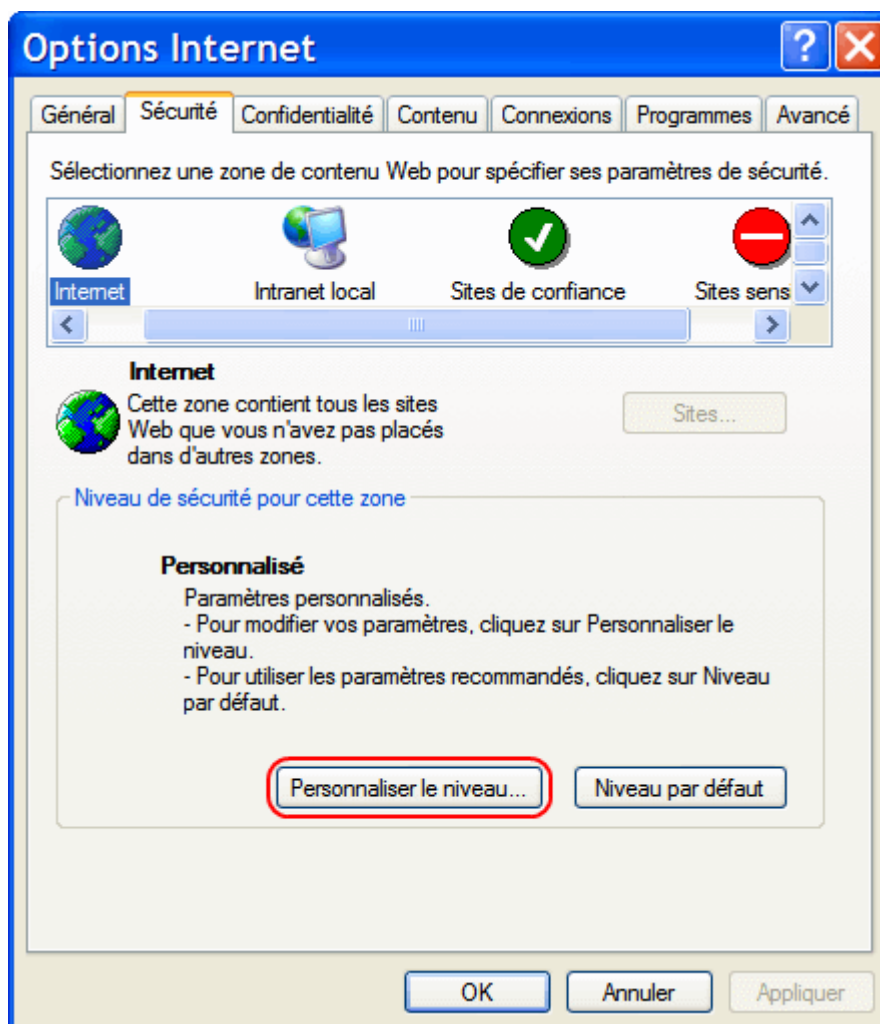 Options Internet
Général Sécurité Confidentialité Contenu Connexions Programmes Avancé
Sélectionnez une zone de contenu Web pour spécifier ses paramètres de sécurité.
Internet Intranet local Sites de confiance Sites sens
Internet
Cette zone contient tous les sites
Web que vous n'avez pas placés
dans d'autres zones.
Sites...
Niveau de sécurité pour cette zone
Personnalisé
Paramètres personnalisés.
- Pour modifier vos paramètres, cliquez sur Personnaliser le
niveau.
- Pour utiliser les paramètres recommandés, cliquez sur Niveau
par défaut.
Personnaliser le niveau... Niveau par défaut
OK Annuler Appliquer